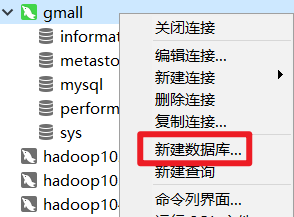 gmall
informat
metasto
mysql
perform
sys
hadoop10
hadoop10
hadoop10
关闭连接
编辑连接...
新建连接
删除连接
复制连接...
新建数据库...
新建查询
命令列界面...